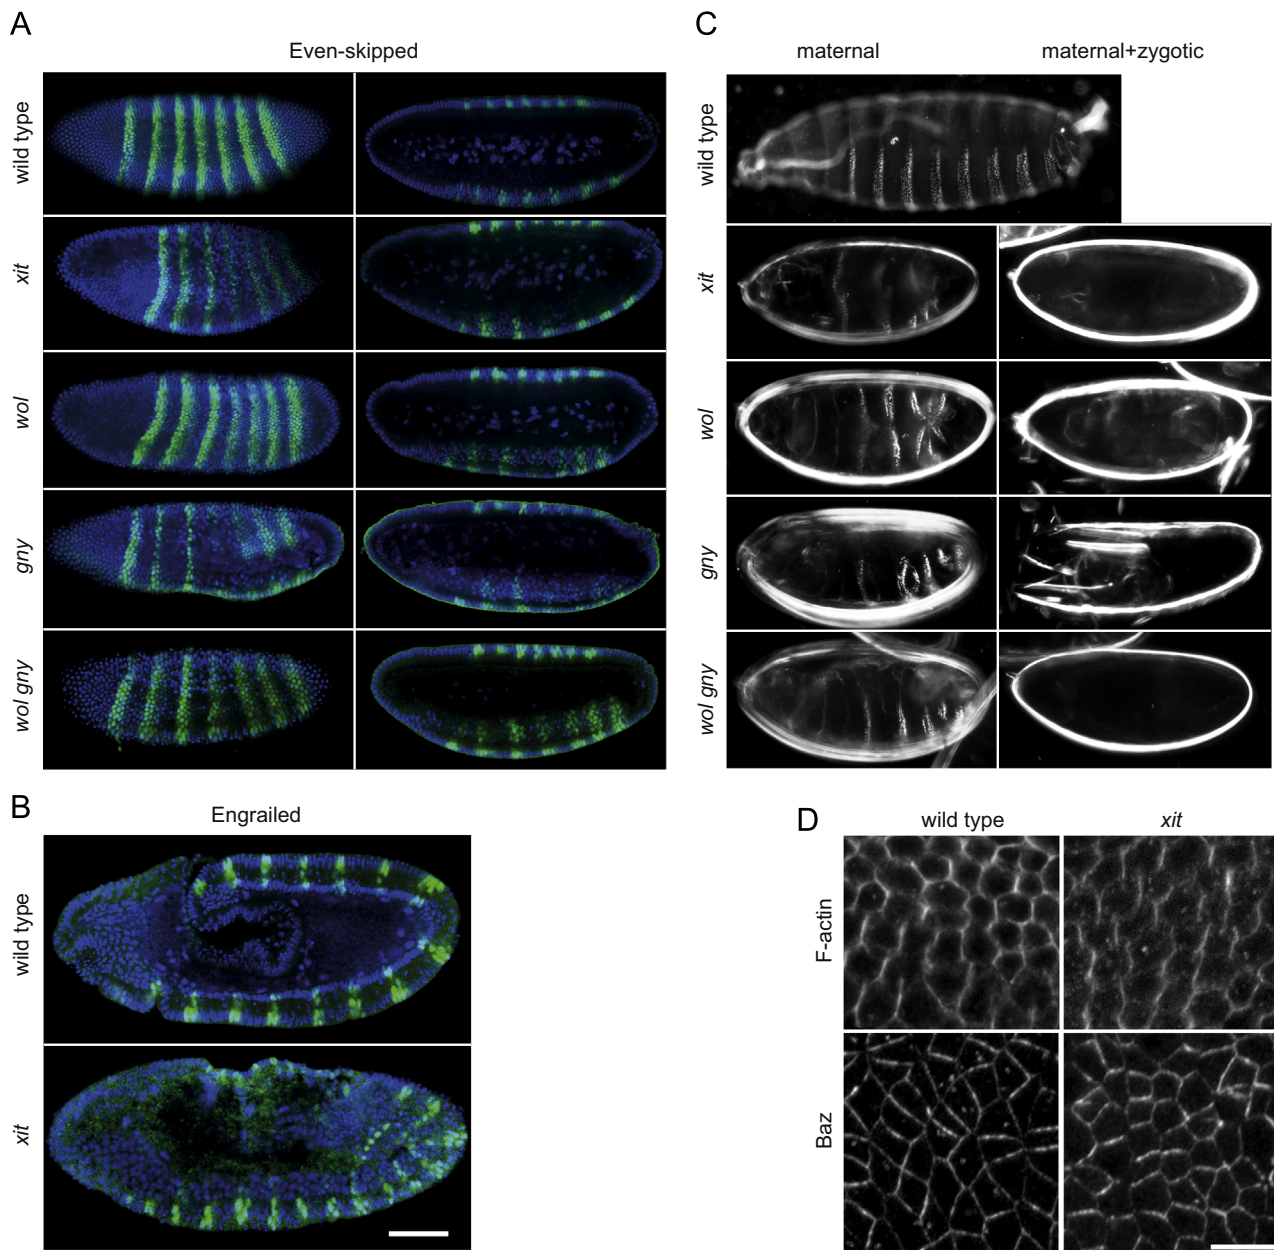 A
Even-skipped
wild type
xit
wol
gny
wol gny
B
Engrailed
wild type
xit
C
maternal
maternal+zygotic
wild type
xit
wol
gny
wol gny
D
wild type
xit
F-actin
Baz